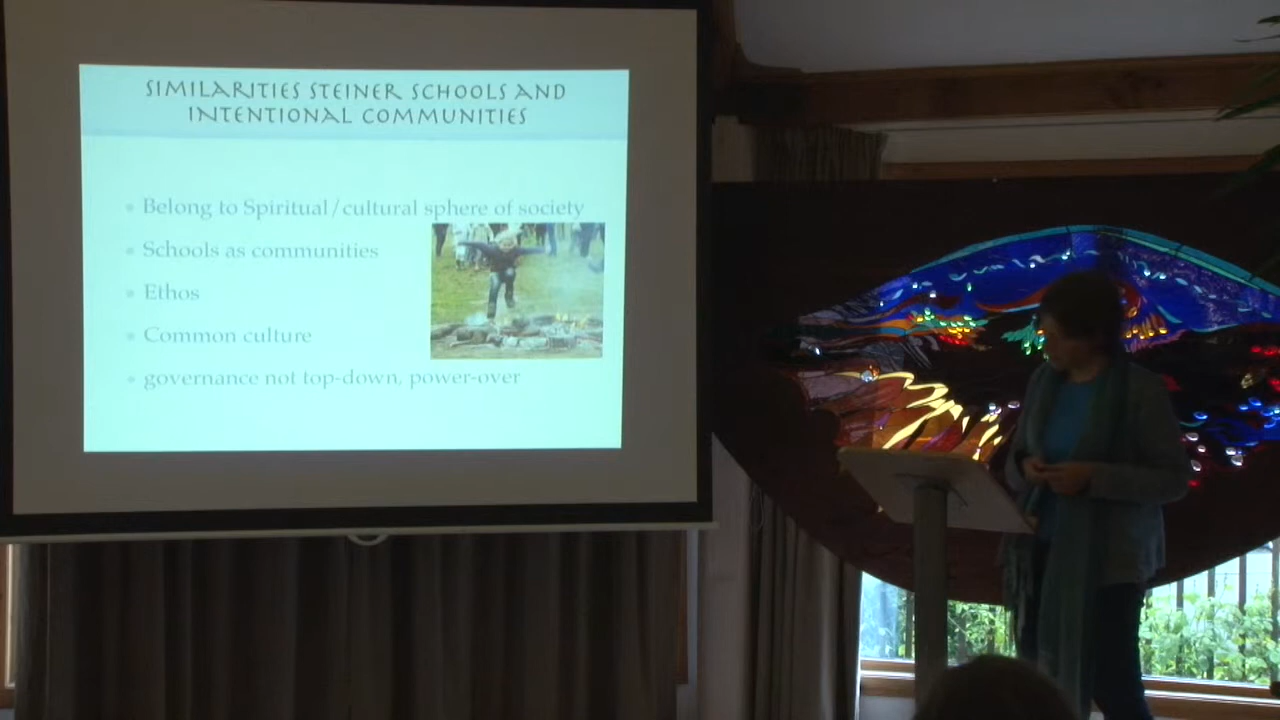 SIMILARITIES STEINER SCHOOLS AND
INTENTIONAL COMMUNITIES
Belong to Spiritual/cultural sphere of society
Schools as communities
Ethos
Common culture
governance not top-down, power-over